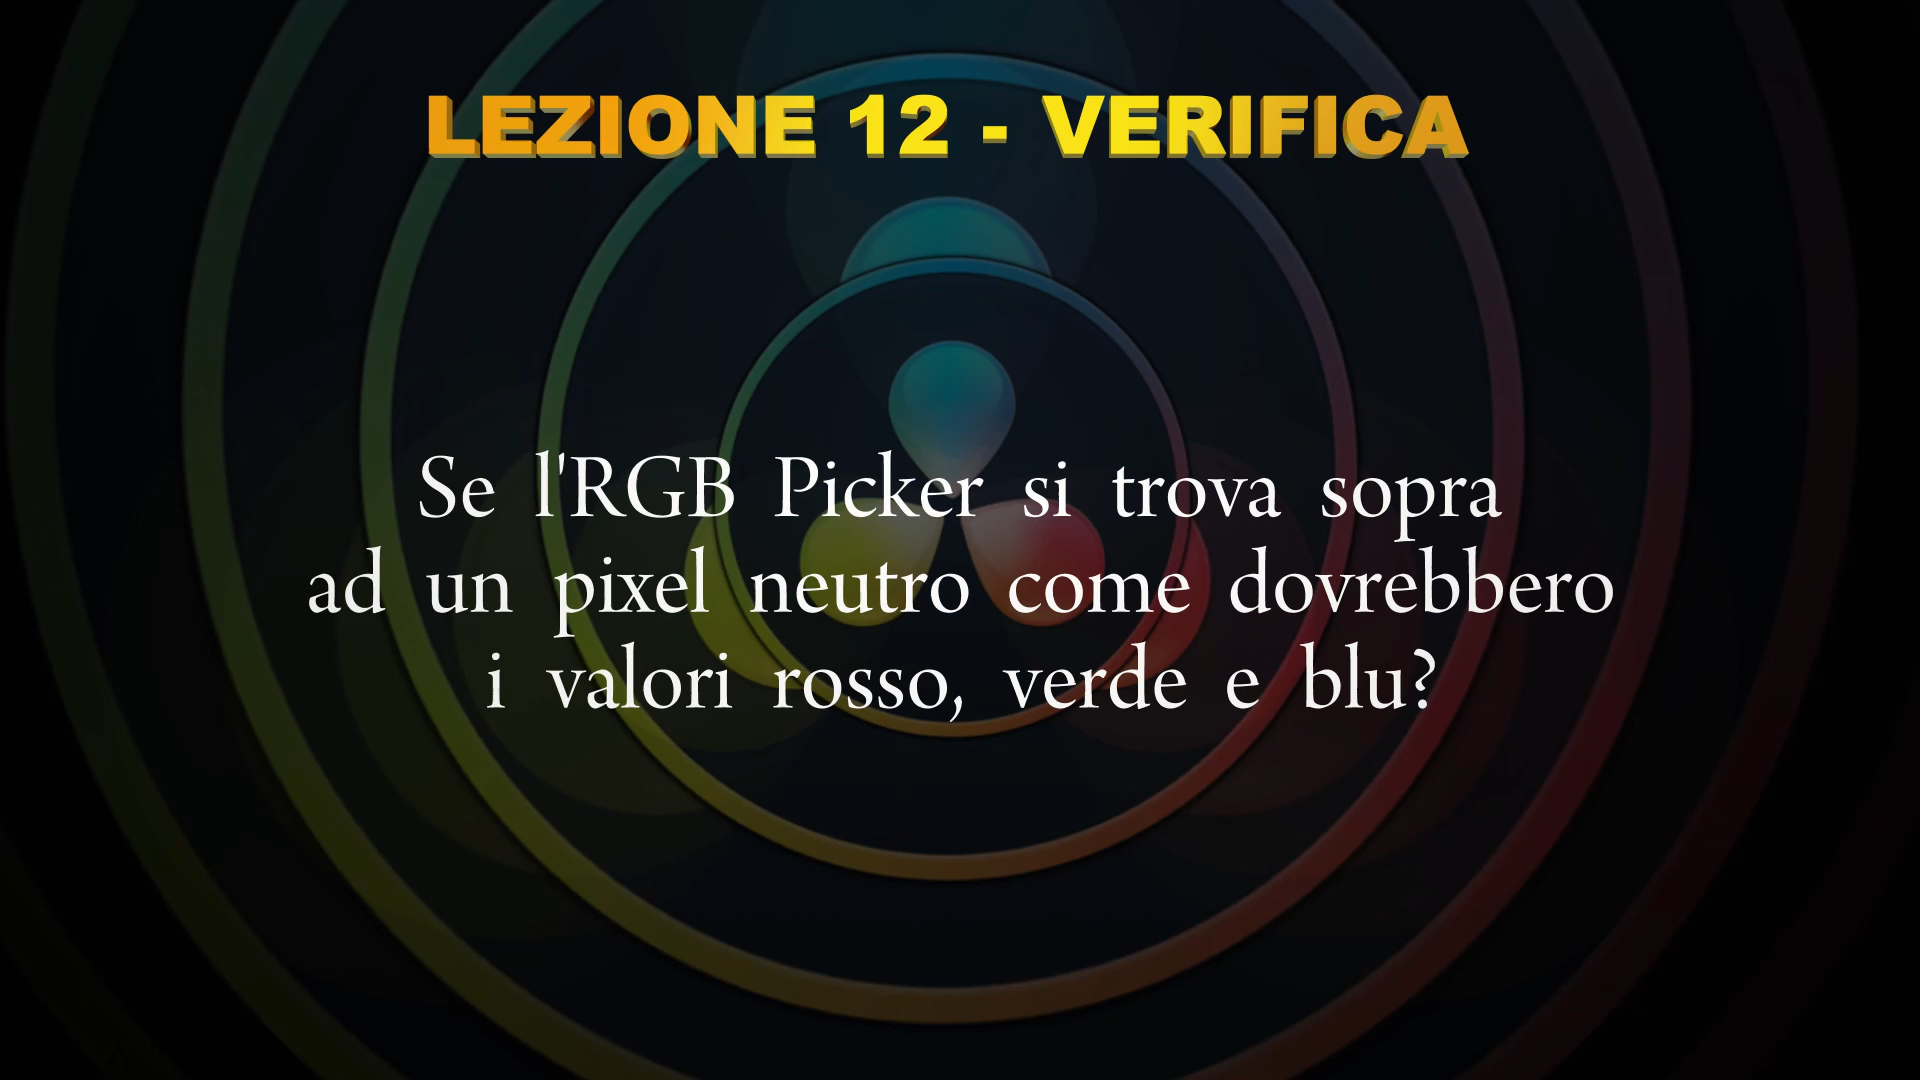 LEZIONE 12 - VERIFICA
Se l'RGB Picker si trova sopra
ad un pixel neutro come dovrebbero
i valori rosso, verde e blu?